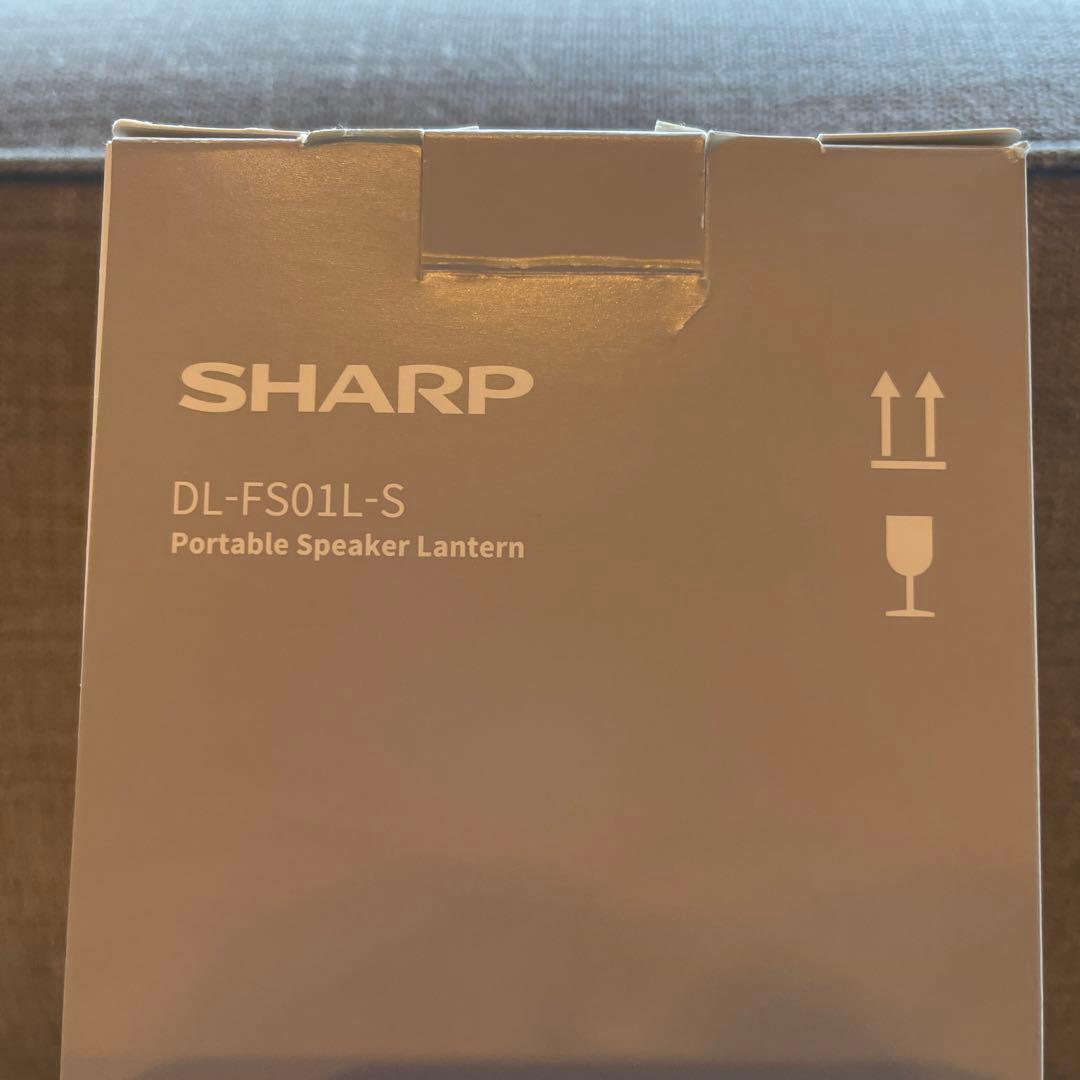 SHARP
DL-FS01L-S
Portable Speaker Lantern